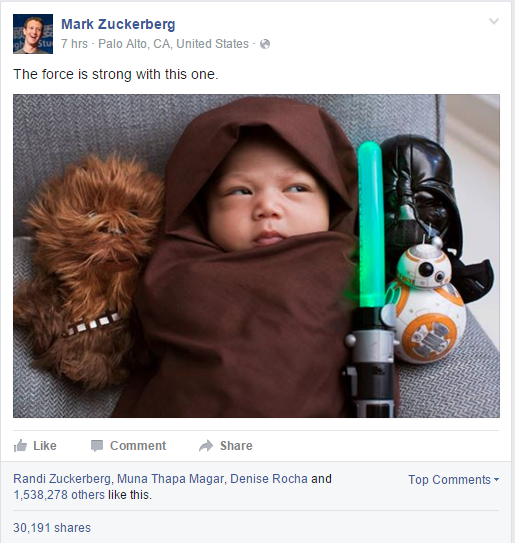 Mark Zuckerberg
7 hrs · Palo Alto, CA, United States ·
The force is strong with this one.
Like Comment Share
Randi Zuckerberg, Muna Thapa Magar, Denise Rocha and
1,538,278 others like this.
Top Comments
30,191 shares